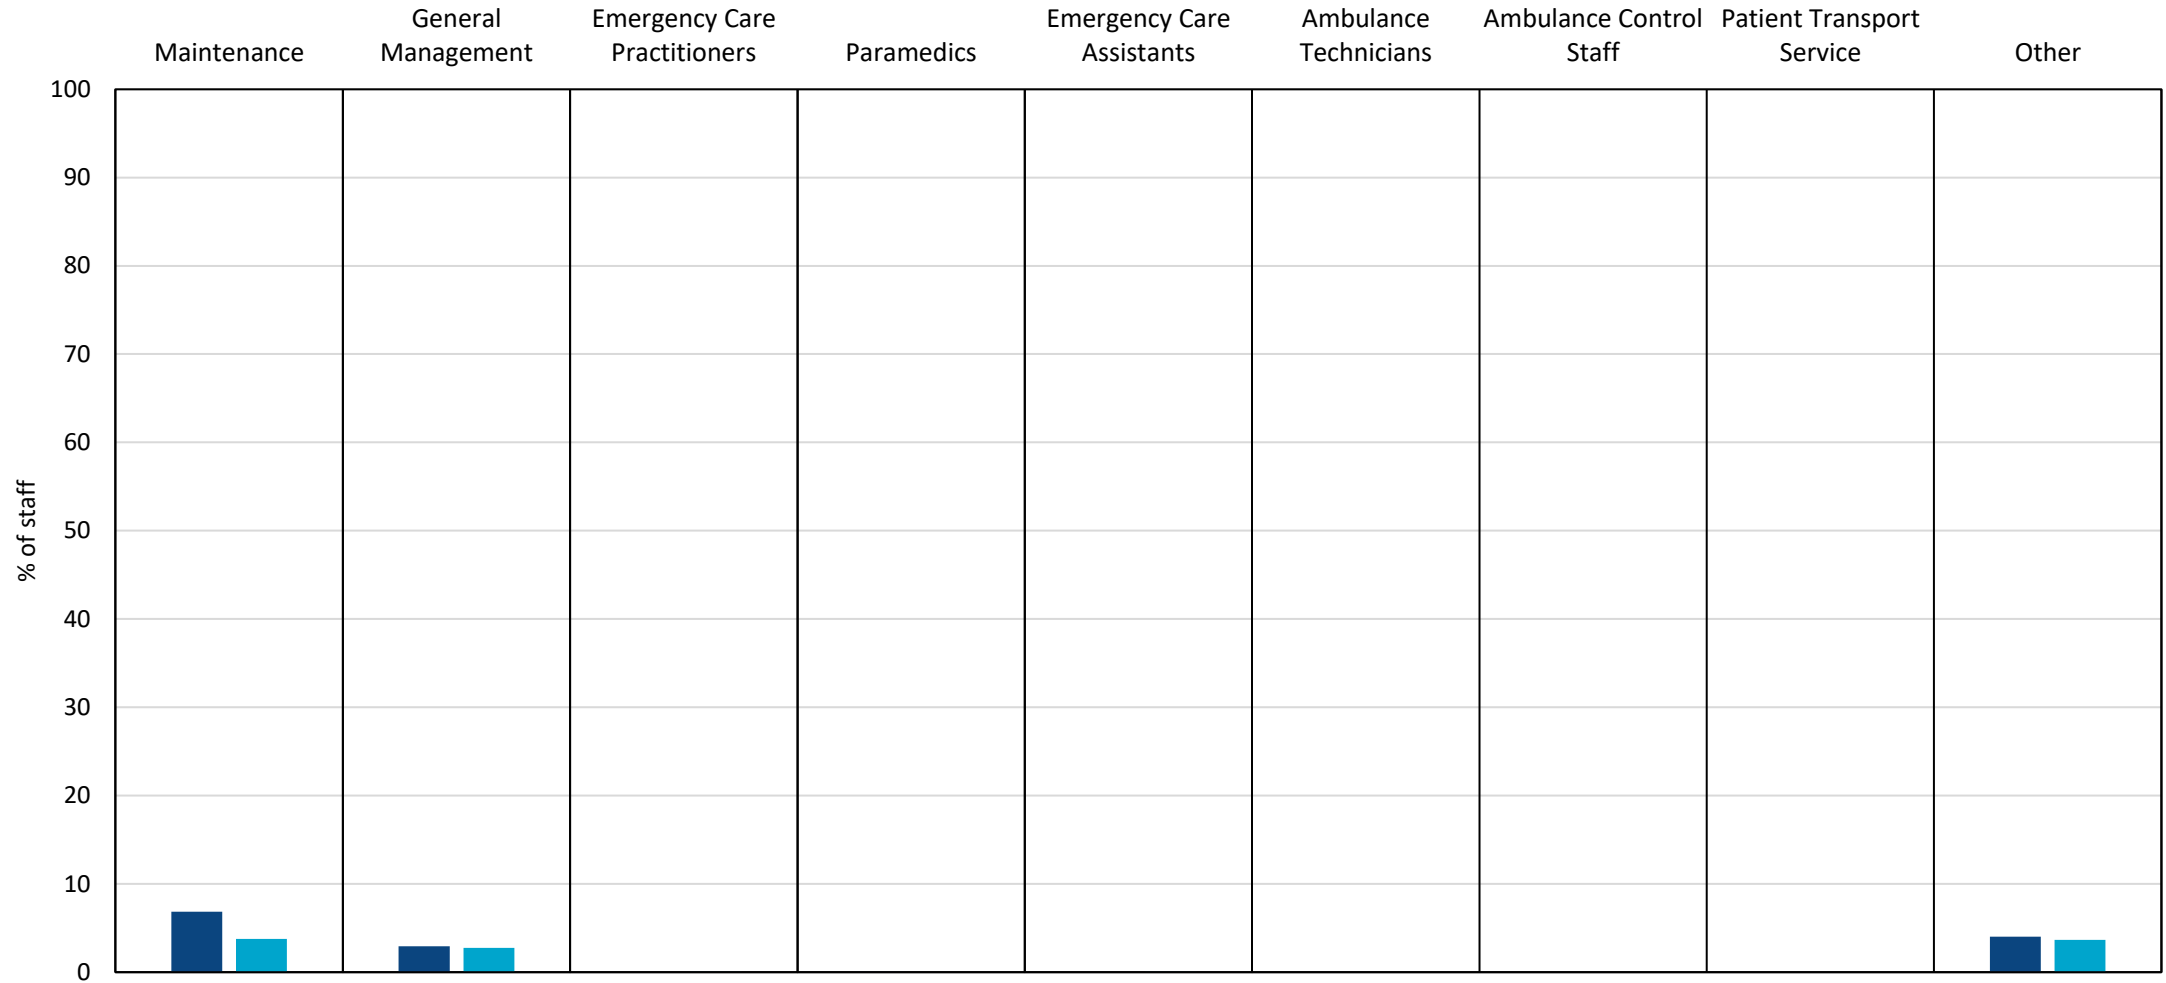 Maintenance
General
Management
Emergency Care
Practitioners
Paramedics
Emergency Care
Assistants
Ambulance
Technicians
Ambulance Control
Staff
Patient Transport
Service
Other
100
90
80
70
60
50
40
30
20
10
0
% of staff